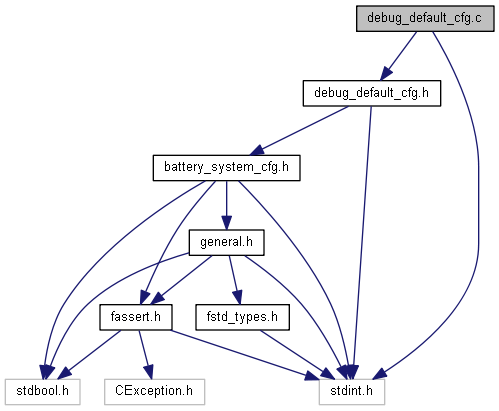 debug_default_cfg.c
debug_default_cfg.h
battery_system_cfg.h
general.h
fassert.h
fstd_types.h
stdbool.h
CException.h
stdint.h